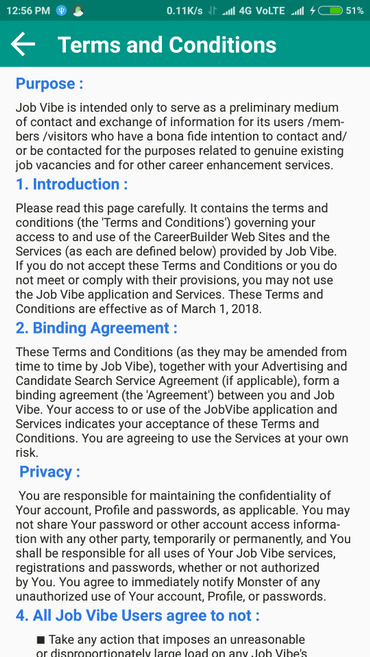 12:56 PM 0.11K/s 4G VoLTE 51%
Terms and Conditions
Purpose :
Job Vibe is intended only to serve as a preliminary medium
of contact and exchange of information for its users /mem-
bers /visitors who have a bona fide intention to contact and/
or be contacted for the purposes related to genuine existing
job vacancies and for other career enhancement services.
1. Introduction :
Please read this page carefully. It contains the terms and
conditions (the 'Terms and Conditions') governing your
access to and use of the CareerBuilder Web Sites and the
Services (as each are defined below) provided by Job Vibe.
If you do not accept these Terms and Conditions or you do
not meet or comply with their provisions, you may not use
the Job Vibe application and Services. These Terms and
Conditions are effective as of March 1, 2018.
2. Binding Agreement :
These Terms and Conditions (as they may be amended from
time to time by Job Vibe), together with your Advertising and
Candidate Search Service Agreement (if applicable), form a
binding agreement (the 'Agreement') between you and Job
Vibe. Your access to or use of the JobVibe application and
Services indicates your acceptance of these Terms and
Conditions. You are agreeing to use the Services at your own
risk.
Privacy :
You are responsible for maintaining the confidentiality of
Your account, Profile and passwords, as applicable. You may
not share Your password or other account access informa-
tion with any other party, temporarily or permanently, and You
shall be responsible for all uses of Your Job Vibe services,
registrations and passwords, whether or not authorized
by You. You agree to immediately notify Monster of any
unauthorized use of Your account, Profile, or passwords.
4. All Job Vibe Users agree to not :
■ Take any action that imposes an unreasonable
or disproportionately large load on any Job Vibe's